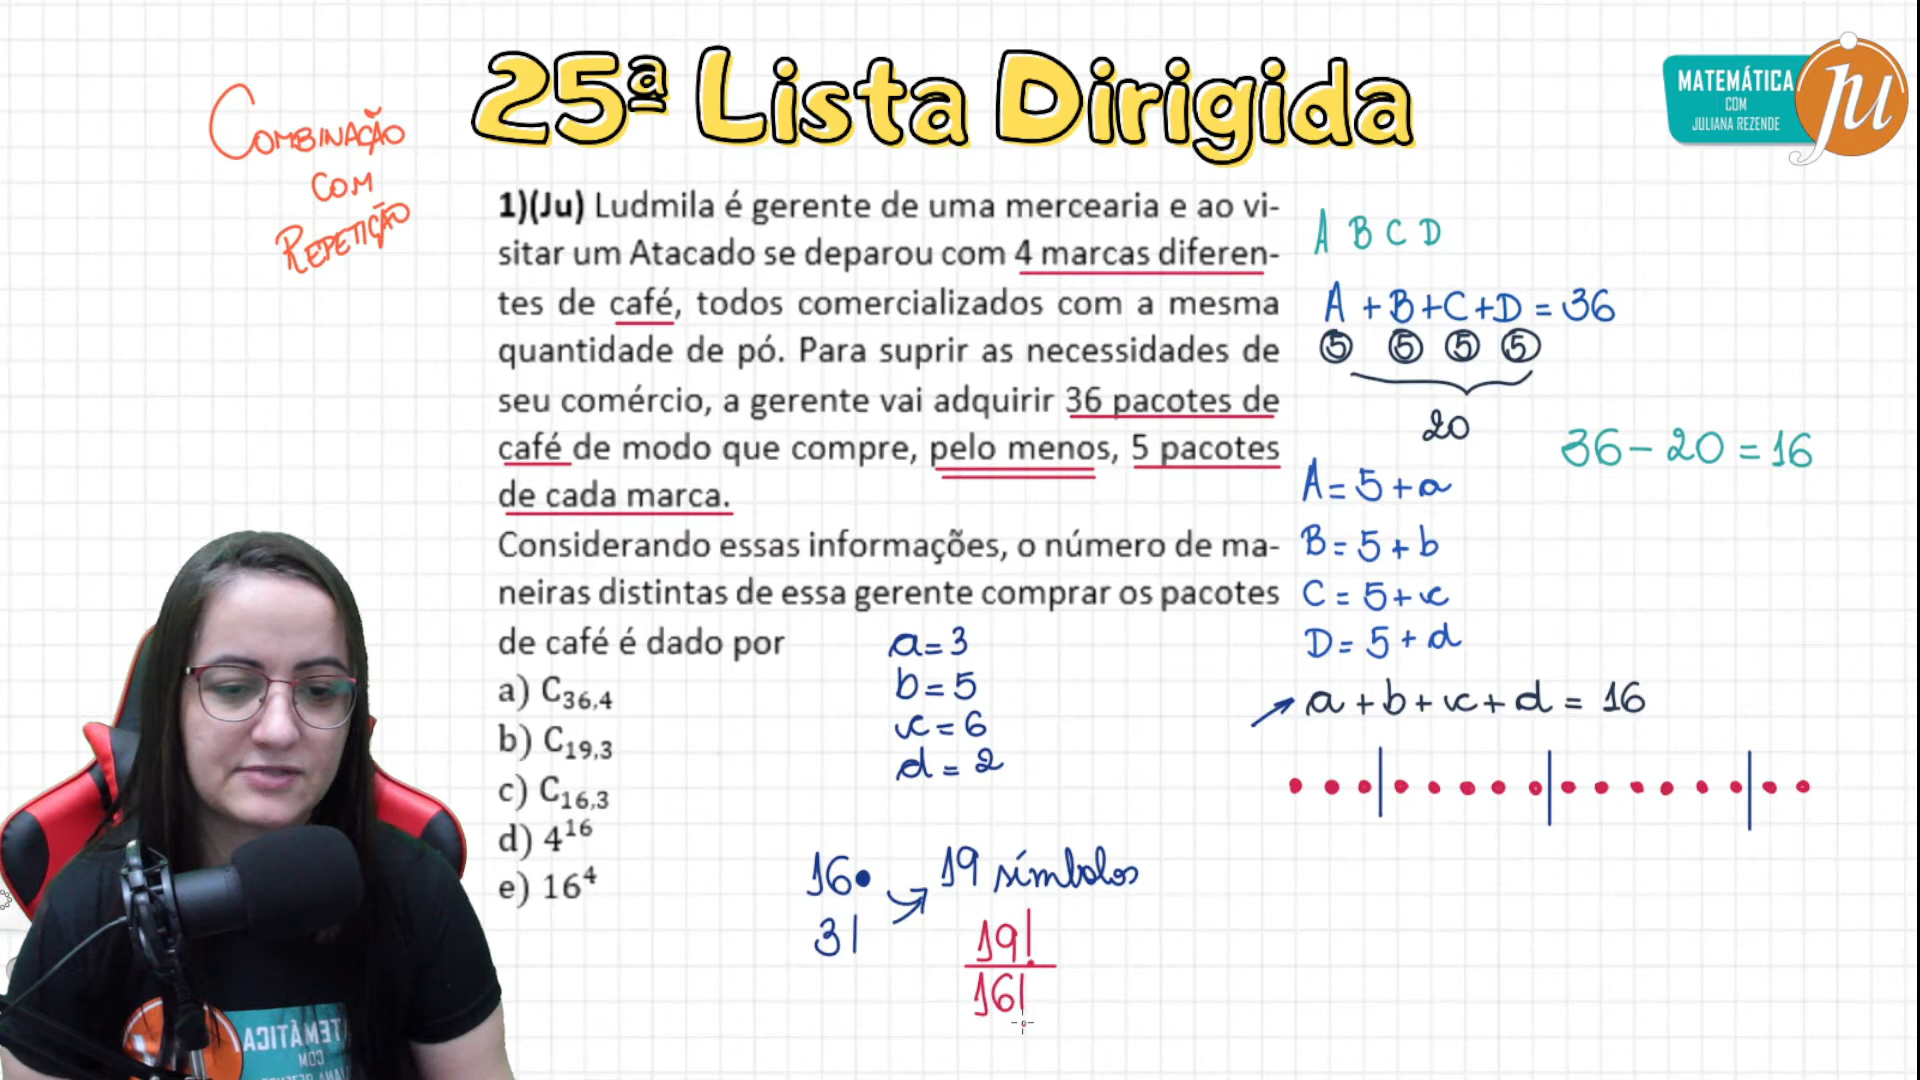 25ª Lista Dirigida
MATEMÁTICA
COM
JULIANA REZENDE
ju
COMBINAÇÃO
COM
REPETIÇÃO
1)(Ju) Ludmila é gerente de uma mercearia e ao vi-
sitar um Atacado se deparou com 4 marcas diferen-
tes de café, todos comercializados com a mesma
quantidade de pó. Para suprir as necessidades de
seu comércio, a gerente vai adquirir 36 pacotes de
café de modo que compre, pelo menos, 5 pacotes
de cada marca.
Considerando essas informações, o número de ma-
neiras distintas de essa gerente comprar os pacotes
de café é dado por
a) C36,4
b) C19,3
c) C16,3
d) 4^16
e) 16^4
a = 3
b = 5
c = 6
d = 2
16•
3|
19 símbolos
19!
16!
A B C D
A + B + C + D = 36
5 5 5 5
20
36 - 20 = 16
A = 5 + a
B = 5 + b
C = 5 + c
D = 5 + d
a + b + c + d = 16
• • • | • • • • • | • • • • • • | • •
MATEMÁTICA
COM